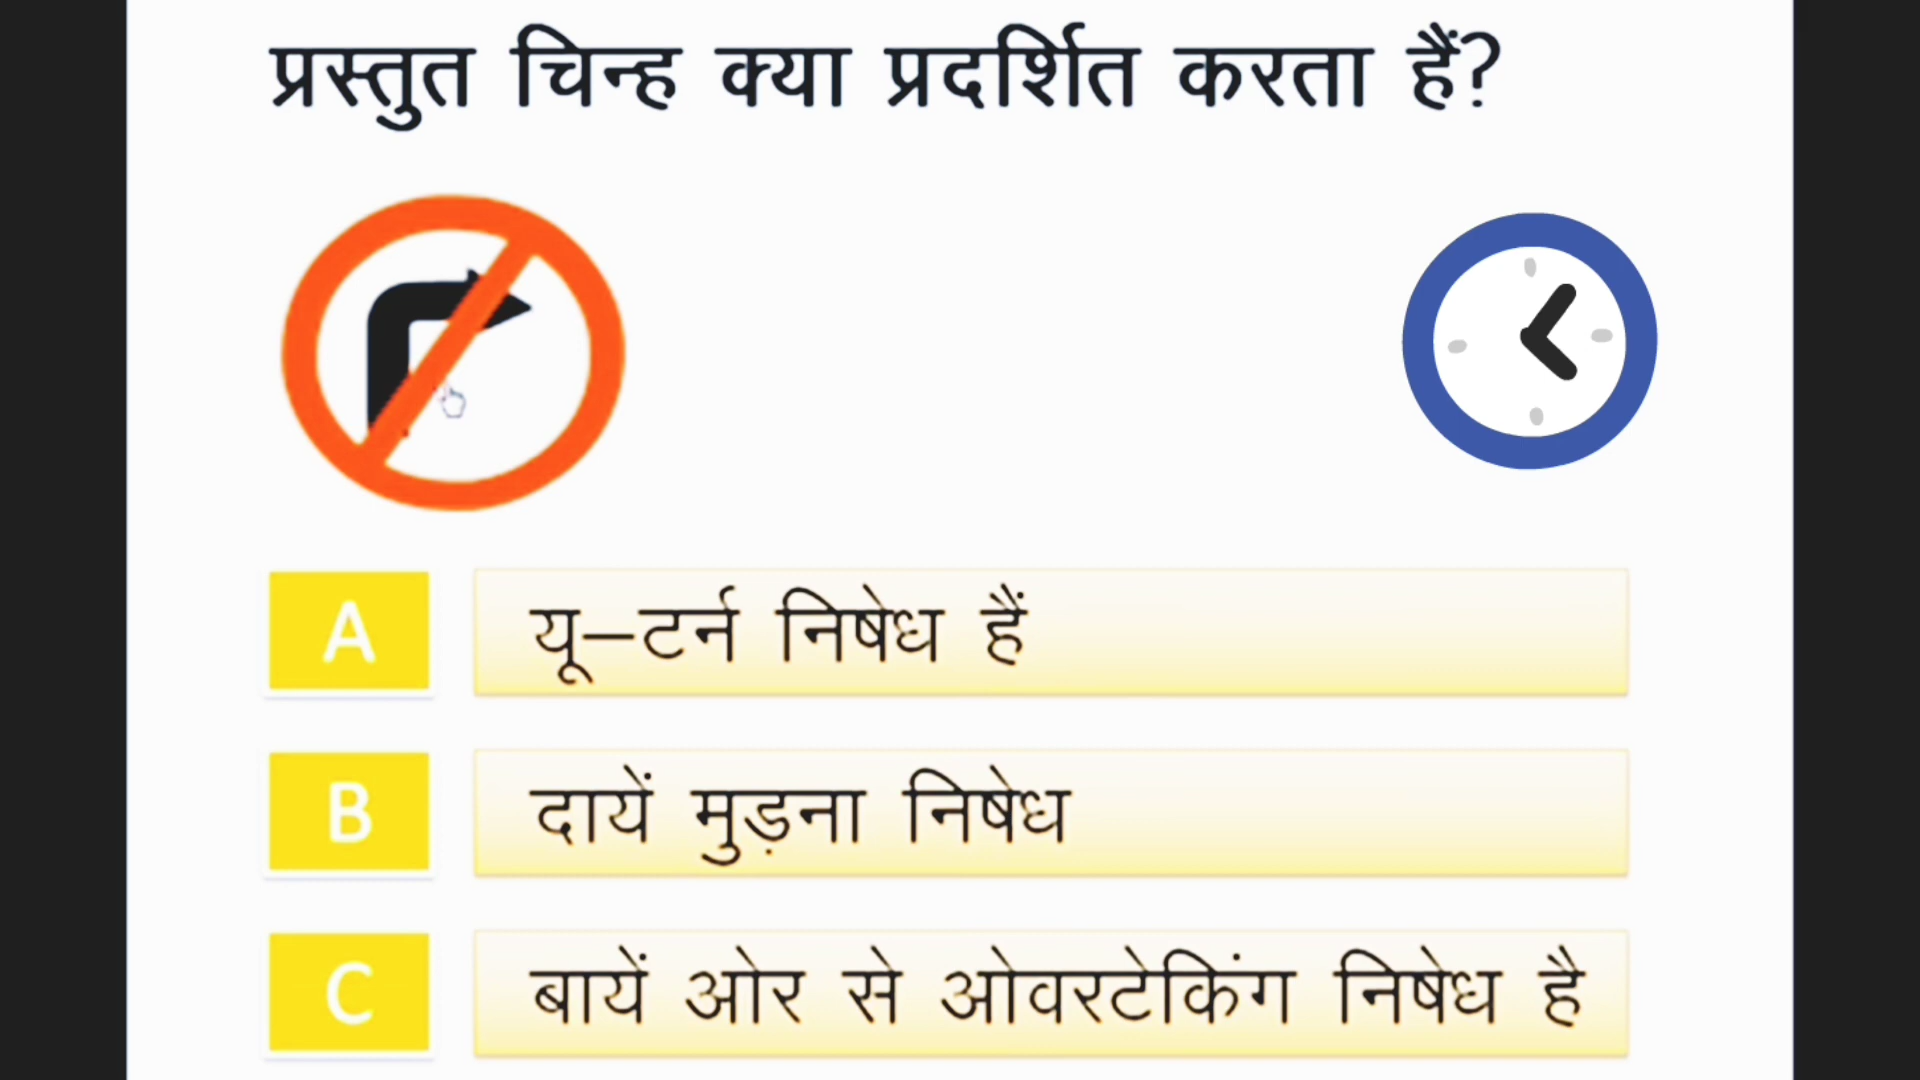 प्रस्तुत चिन्ह क्या प्रदर्शित करता हैं?
A यू–टर्न निषेध हैं
B दायें मुड़ना निषेध
C बायें ओर से ओवरटेकिंग निषेध है